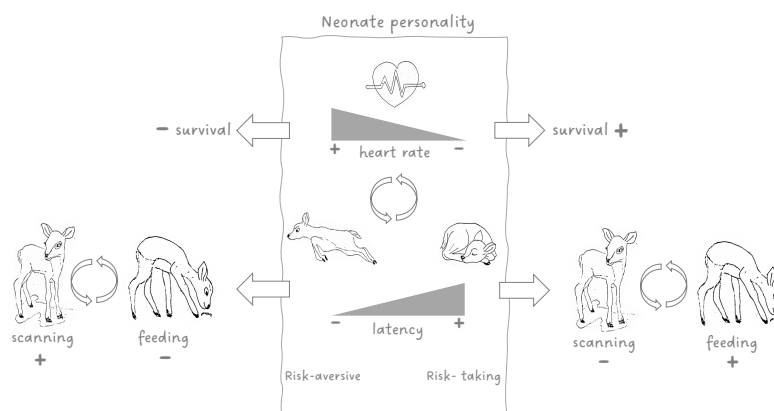 Neonate personality
− survival
survival +
+ heart rate −
− latency +
scanning
+
feeding
−
scanning
−
feeding
+
Risk-aversive
Risk- taking